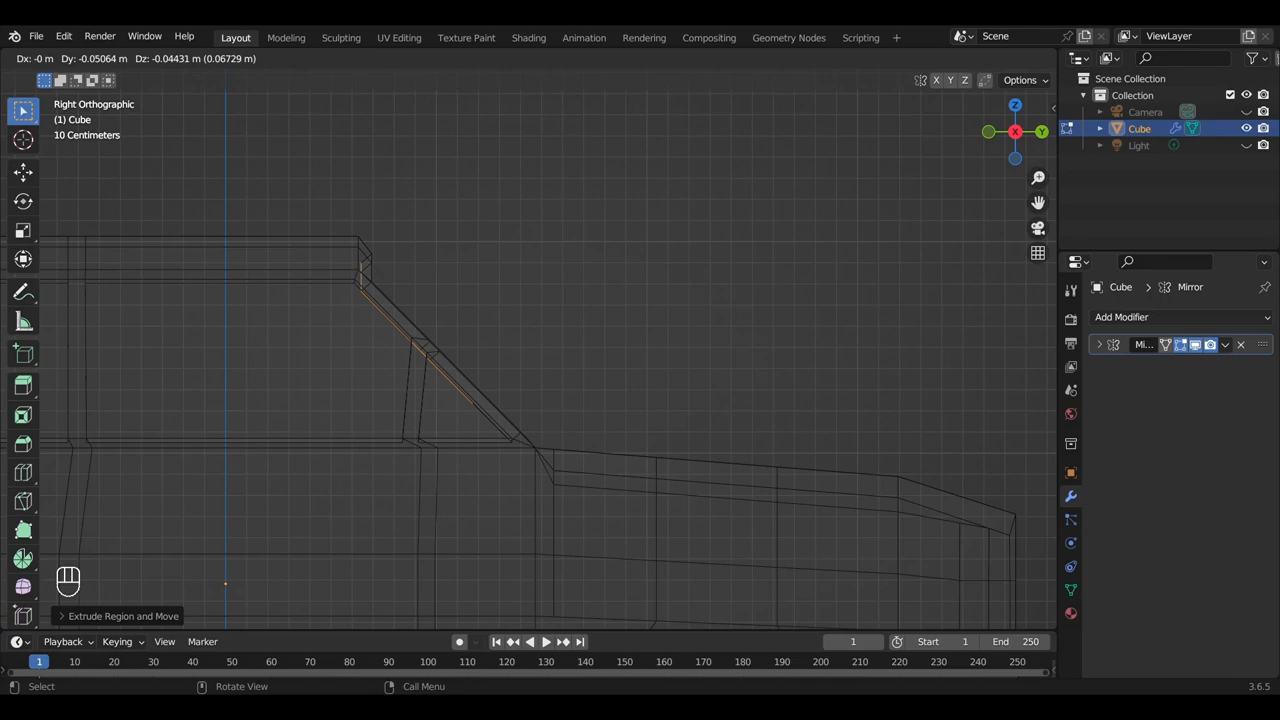 File Edit Render Window Help Layout Modeling Sculpting UV Editing Texture Paint Shading Animation Rendering Compositing Geometry Nodes Scripting + Scene ViewLayer
Dx: -0 m Dy: -0.05064 m Dz: -0.04431 m (0.06729 m)
X Y Z Options
Scene Collection
Right Orthographic
(1) Cube
10 Centimeters
Collection
Camera
Cube
Light
Z
X
Y
Cube > Mirror
Add Modifier
Mi...
Extrude Region and Move
Playback Keying View Marker 1 Start 1 End 250
1 10 20 30 40 50 60 70 80 90 100 110 120 130 140 150 160 170 180 190 200 210 220 230 240 250
Select Rotate View Call Menu 3.6.5